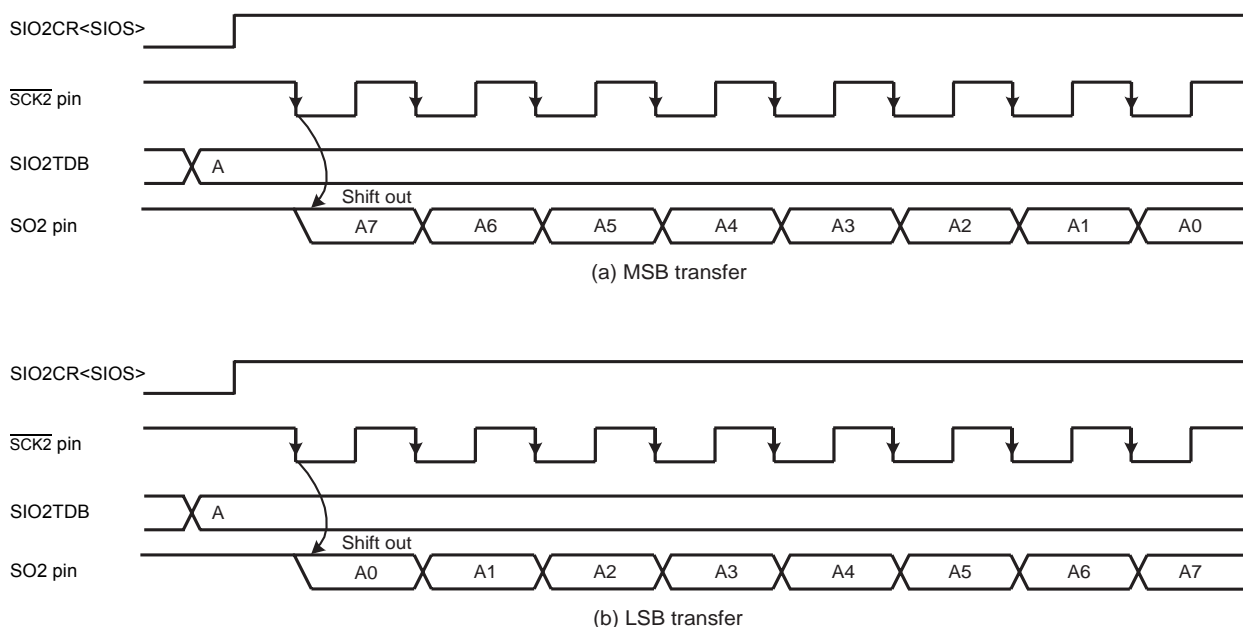 SIO2CR<SIOS>
SCK2 pin
SIO2TDB
A
Shift out
SO2 pin
A7 A6 A5 A4 A3 A2 A1 A0
(a) MSB transfer
SIO2CR<SIOS>
SCK2 pin
SIO2TDB
A
Shift out
SO2 pin
A0 A1 A2 A3 A4 A5 A6 A7
(b) LSB transfer